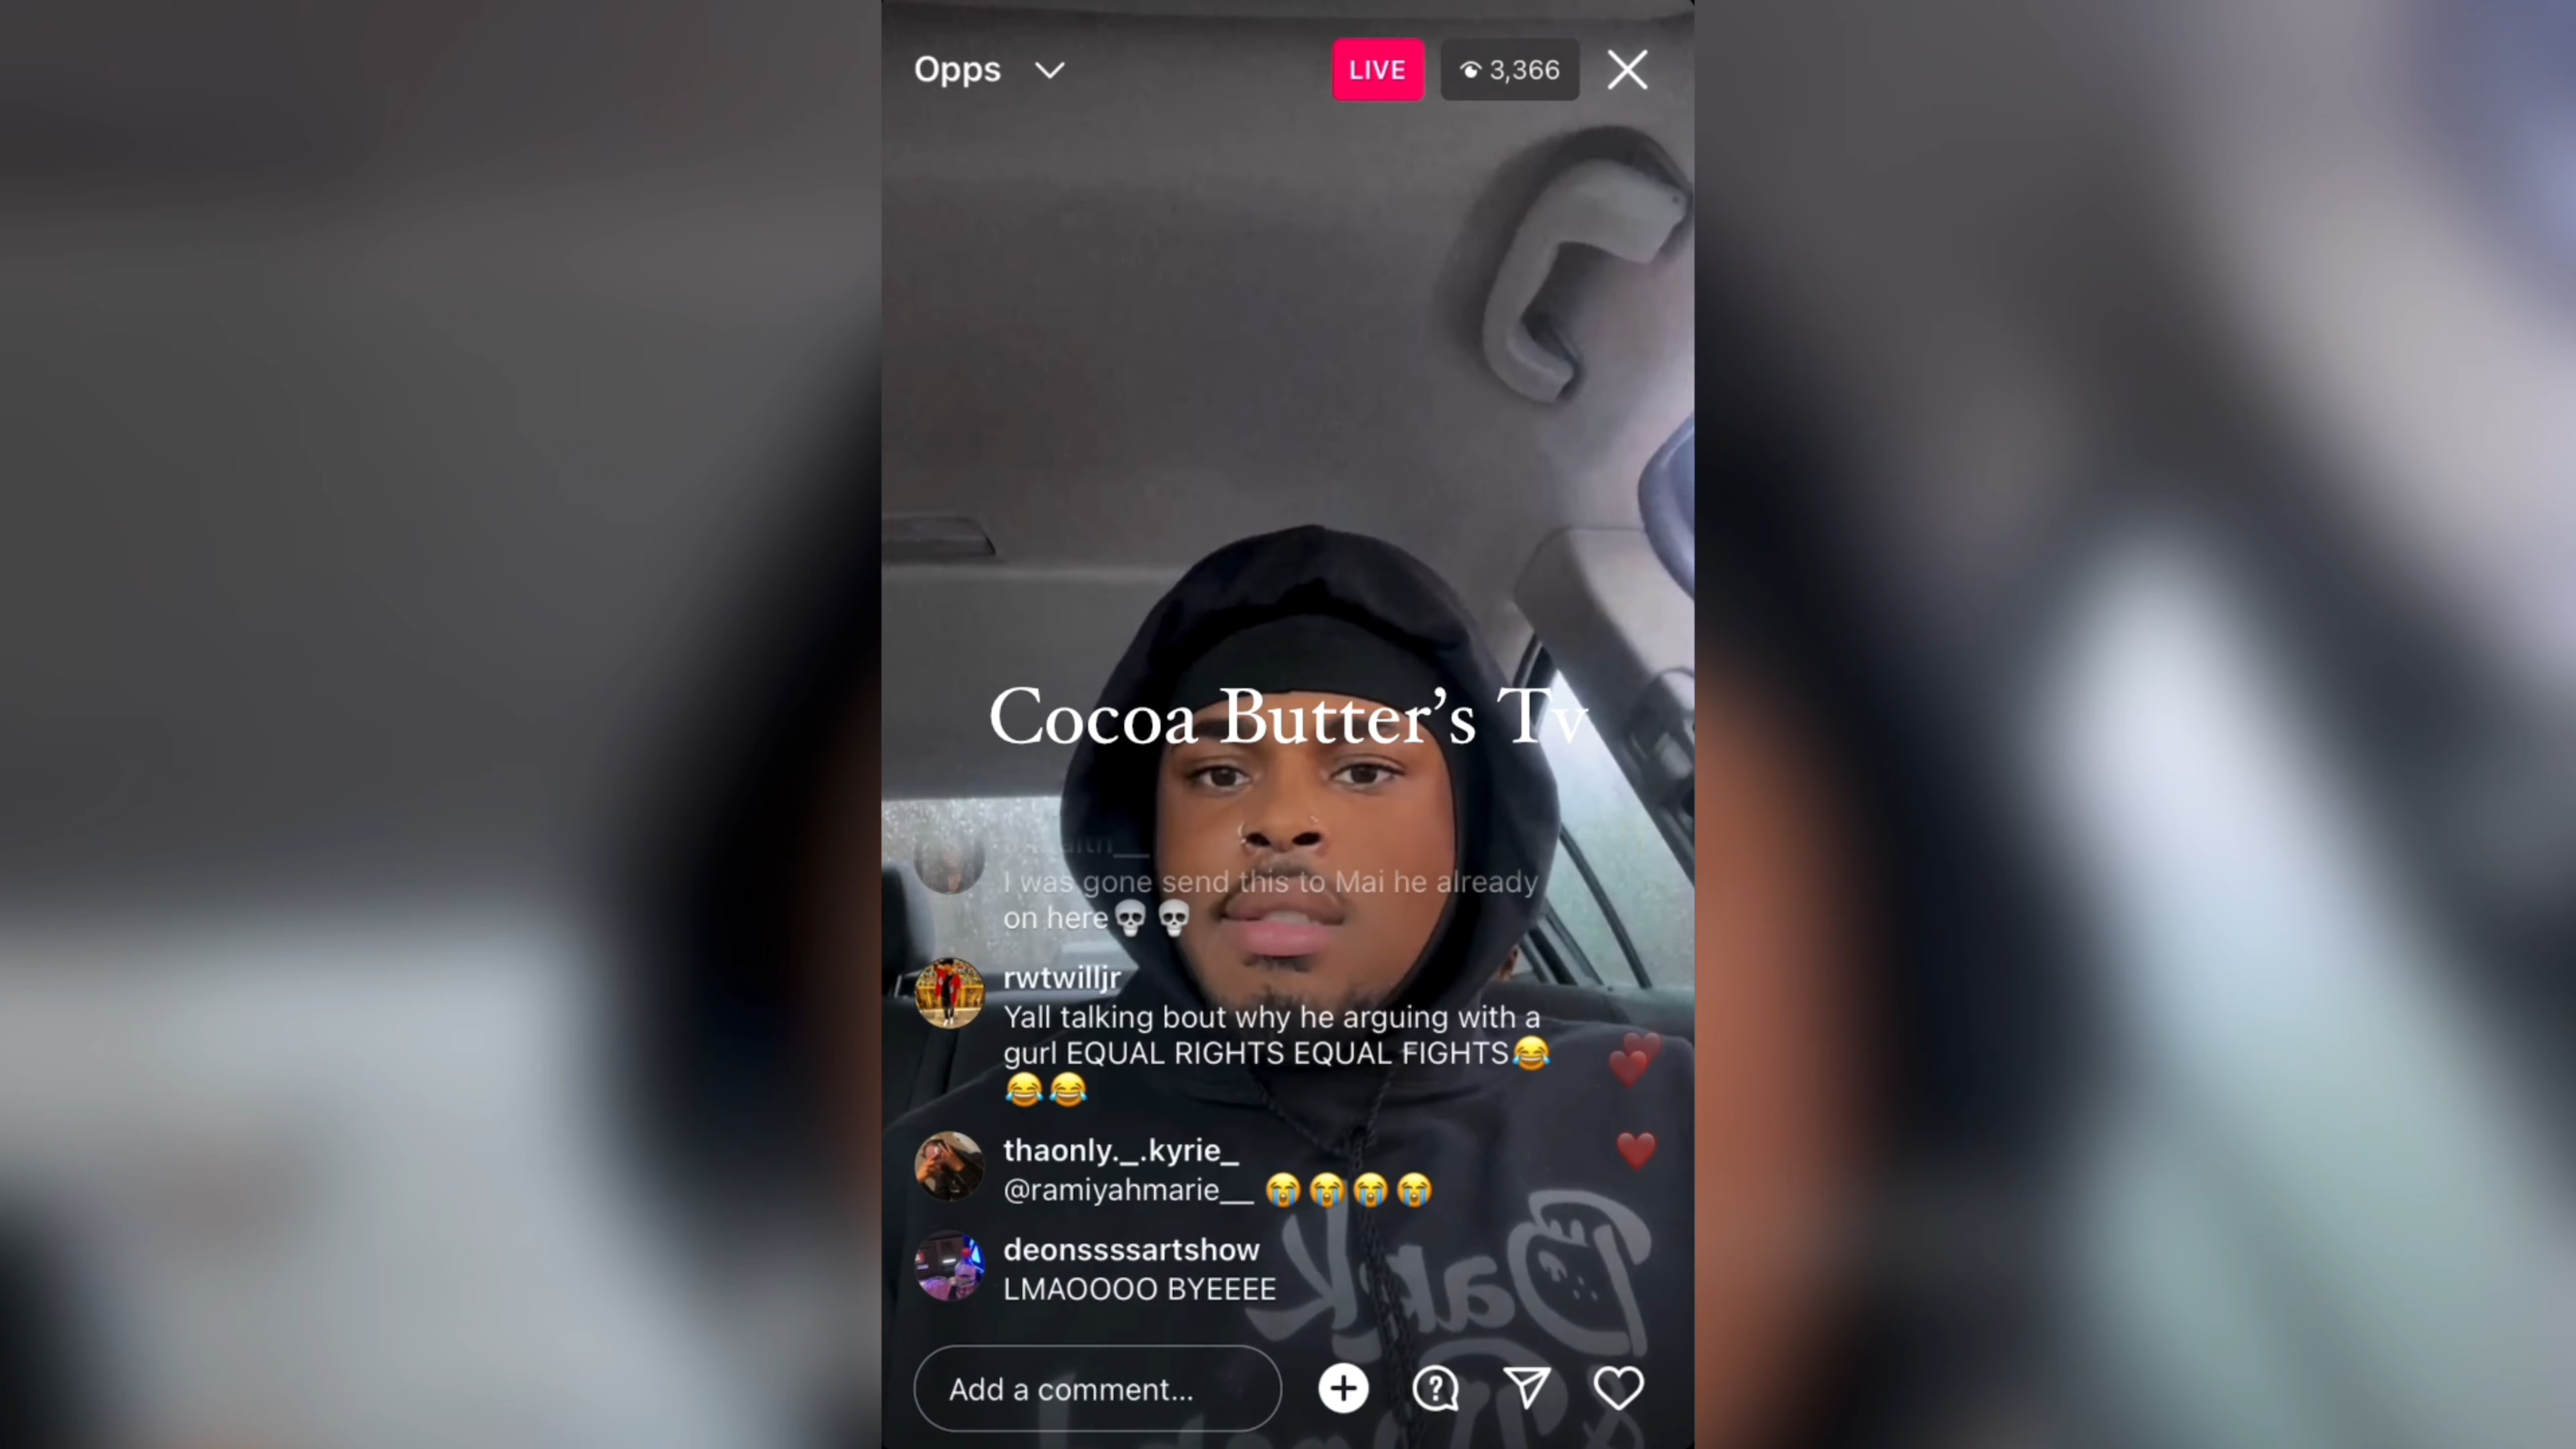 Opps
LIVE
3,366
Cocoa Butter’s Tv
I was gone send this to Mai he already
on here💀💀
rwtwilljr
Yall talking bout why he arguing with a
gurl EQUAL RIGHTS EQUAL FIGHTS😂
😂😂
thaonly._.kyrie_
@ramiyahmarie__ 😭😭😭😭
deonssssartshow
LMAOOOO BYEEEE
Dark
&
Add a comment...